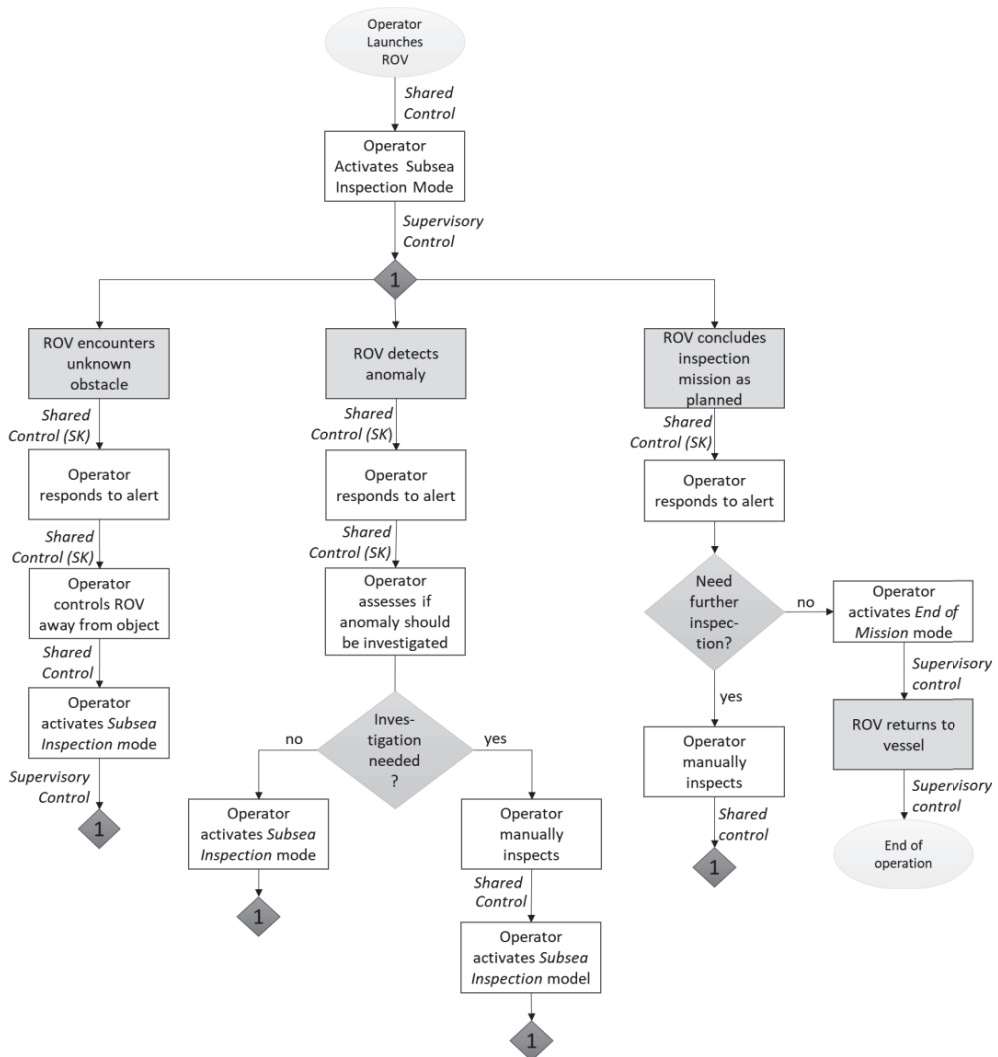 Operator
Launches
ROV
Shared
Control
Operator
Activates Subsea
Inspection Mode
Supervisory
Control
1
ROV encounters
unknown
obstacle
Shared
Control (SK)
Operator
responds to alert
Shared
Control (SK)
Operator
controls ROV
away from object
Shared
Control
Operator
activates Subsea
Inspection mode
Supervisory
Control
1
ROV detects
anomaly
Shared
Control (SK)
Operator
responds to alert
Shared
Control (SK)
Operator
assesses if
anomaly should
be investigated
Inves-
tigation
needed
?
no
Operator
activates Subsea
Inspection mode
1
yes
Operator
manually
inspects
Shared
Control
Operator
activates Subsea
Inspection model
1
ROV concludes
inspection
mission as
planned
Shared
Control (SK)
Operator
responds to alert
Need
further
inspec-
tion?
yes
Operator
manually
inspects
Shared
control
1
no
Operator
activates End of
Mission mode
Supervisory
control
ROV returns to
vessel
Supervisory
control
End of
operation